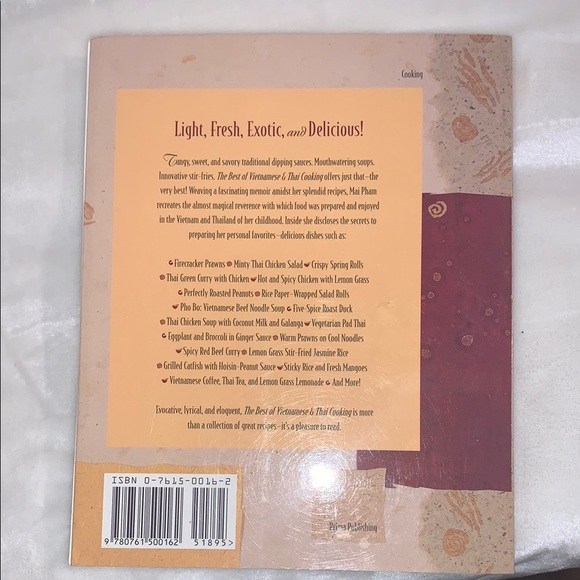 Cooking
Light, Fresh, Exotic, and Delicious!
Tangy, sweet, and savory traditional dipping sauces. Mouthwatering soups.
Innovative stir-fries. The Best of Vietnamese & Thai Cooking offers just that—the
very best! Weaving a fascinating memoir amidst her splendid recipes, Mai Pham
recreates the almost magical reverence with which food was prepared and enjoyed
in the Vietnam and Thailand of her childhood. Inside she discloses the secrets to
preparing her personal favorites—delicious dishes such as:
Firecracker Prawns Minty Thai Chicken Salad Crispy Spring Rolls
Thai Green Curry with Chicken Hot and Spicy Chicken with Lemon Grass
Perfectly Roasted Peanuts Rice Paper-Wrapped Salad Rolls
Pho Bo: Vietnamese Beef Noodle Soup Five-Spice Roast Duck
Thai Chicken Soup with Coconut Milk and Galanga Vegetarian Pad Thai
Eggplant and Broccoli in Ginger Sauce Warm Prawns on Cool Noodles
Spicy Red Beef Curry Lemon Grass Stir-Fried Jasmine Rice
Grilled Catfish with Hoisin-Peanut Sauce Sticky Rice and Fresh Mangoes
Vietnamese Coffee, Thai Tea, and Lemon Grass Lemonade And More!
Evocative, lyrical, and eloquent, The Best of Vietnamese & Thai Cooking is more
than a collection of great recipes—it's a pleasure to read.
ISBN 0-7615-0016-2
9 780761 500162
51895>
Prima Publishing